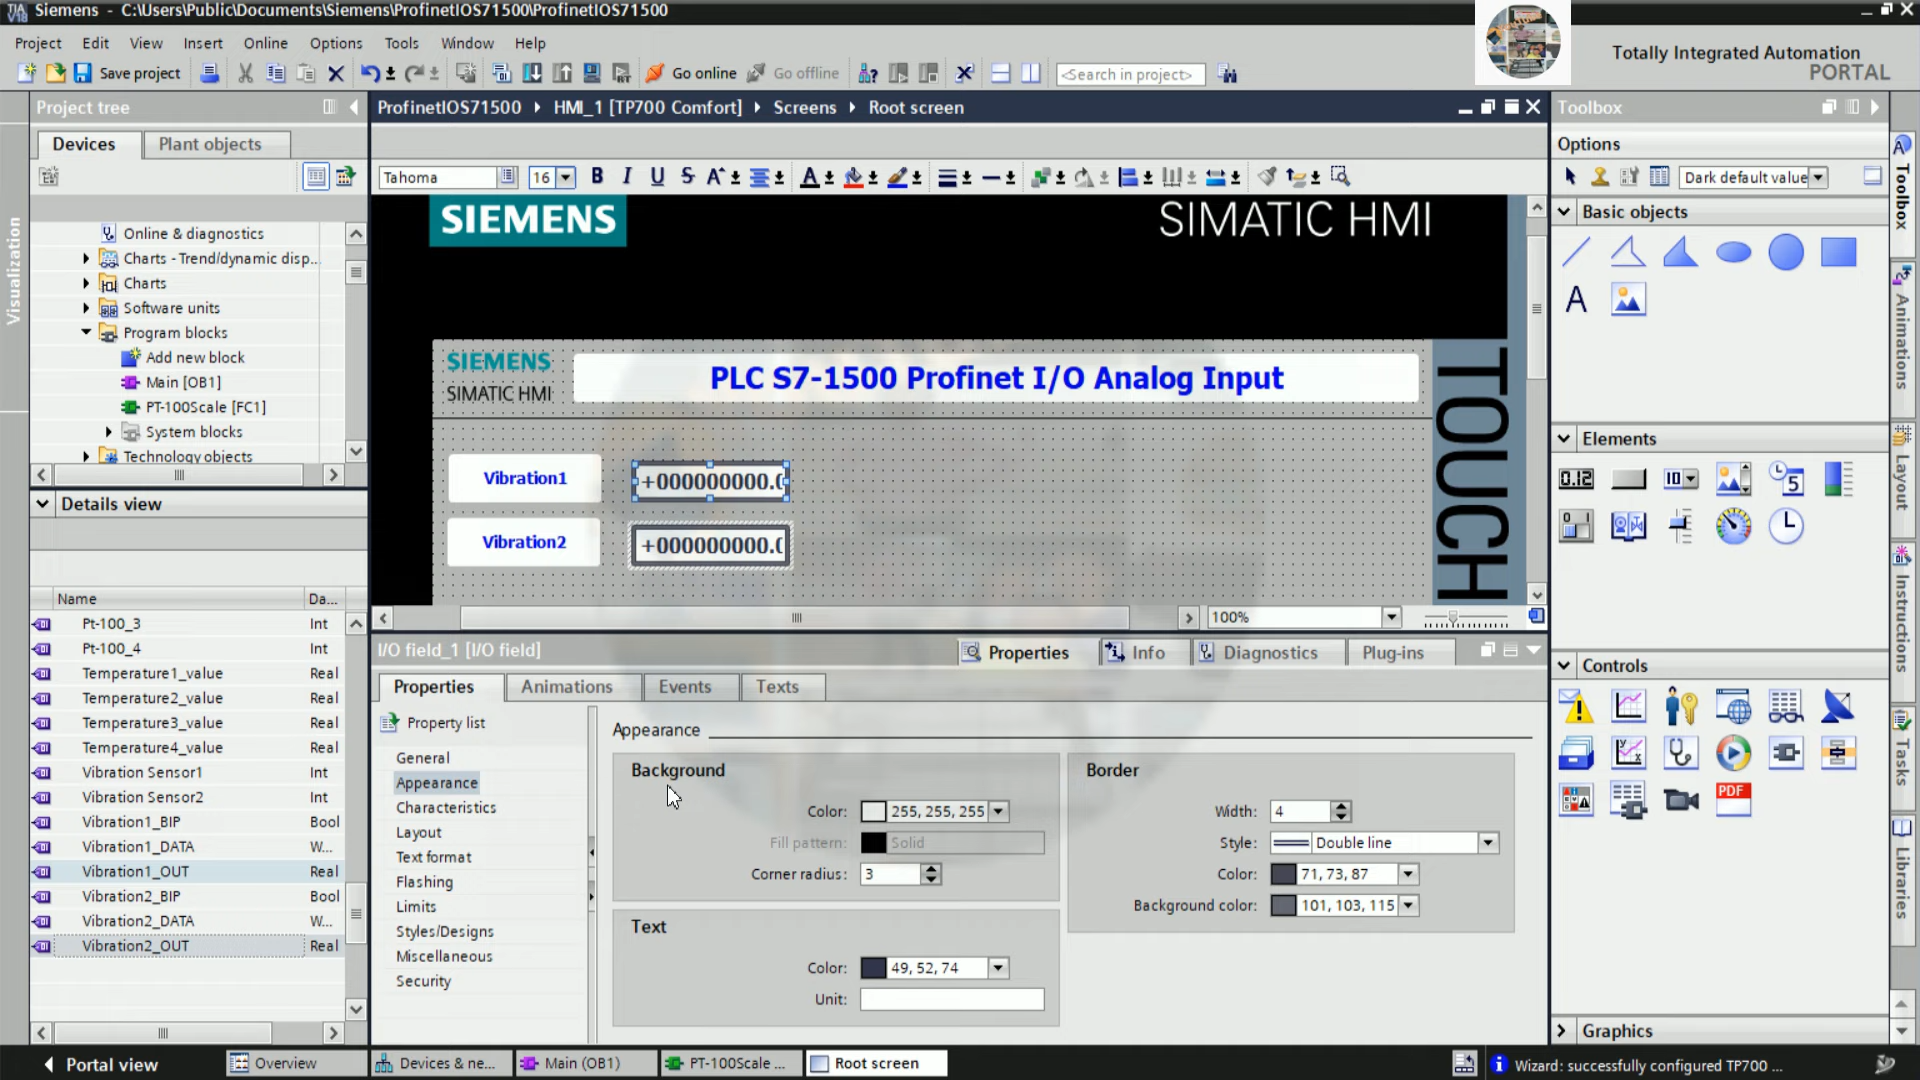 Siemens - C:\Users\Public\Documents\Siemens\ProfinetIOS71500\ProfinetIOS71500
Project Edit View Insert Online Options Tools Window Help
Totally Integrated Automation
PORTAL
Save project
Go online
Go offline
<Search in project>
Project tree
ProfinetIOS71500 HMI_1 [TP700 Comfort] Screens Root screen
Toolbox
Devices
Plant objects
Options
Tahoma
16
B I U S
Dark default value
Basic objects
Visualization
Online & diagnostics
Charts - Trend/dynamic disp...
Charts
Software units
Program blocks
Add new block
Main [OB1]
PT-100Scale [FC1]
System blocks
Technology objects
SIEMENS
SIMATIC HMI
SIEMENS
SIMATIC HMI
PLC S7-1500 Profinet I/O Analog Input
TOUCH
Vibration1
+000000000.0
Vibration2
+000000000.0
100%
Elements
Controls
Graphics
PDF
Toolbox
Animations
Layout
Instructions
Tasks
Libraries
Details view
Name
Da...
Pt-100_3 Int
Pt-100_4 Int
Temperature1_value Real
Temperature2_value Real
Temperature3_value Real
Temperature4_value Real
Vibration Sensor1 Int
Vibration Sensor2 Int
Vibration1_BIP Bool
Vibration1_DATA W...
Vibration1_OUT Real
Vibration2_BIP Bool
Vibration2_DATA W...
Vibration2_OUT Real
I/O field_1 [I/O field]
Properties
Info
Diagnostics
Plug-ins
Properties
Animations
Events
Texts
Property list
General
Appearance
Characteristics
Layout
Text format
Flashing
Limits
Styles/Designs
Miscellaneous
Security
Appearance
Background
Color: 255, 255, 255
Fill pattern: Solid
Corner radius: 3
Text
Color: 49, 52, 74
Unit:
Border
Width: 4
Style: Double line
Color: 71, 73, 87
Background color: 101, 103, 115
Portal view
Overview
Devices & ne...
Main (OB1)
PT-100Scale ...
Root screen
Wizard: successfully configured TP700 ...